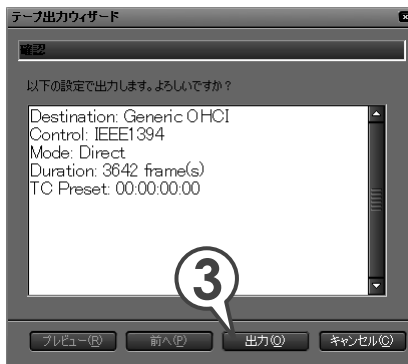 テープ出力ウィザード
確認
以下の設定で出力します。よろしいですか？
Destination: Generic OHCI
Control: IEEE1394
Mode: Direct
Duration: 3642 frame(s)
TC Preset: 00:00:00:00
3
プレビュー(R) 前へ(P) 出力(O) キャンセル(C)